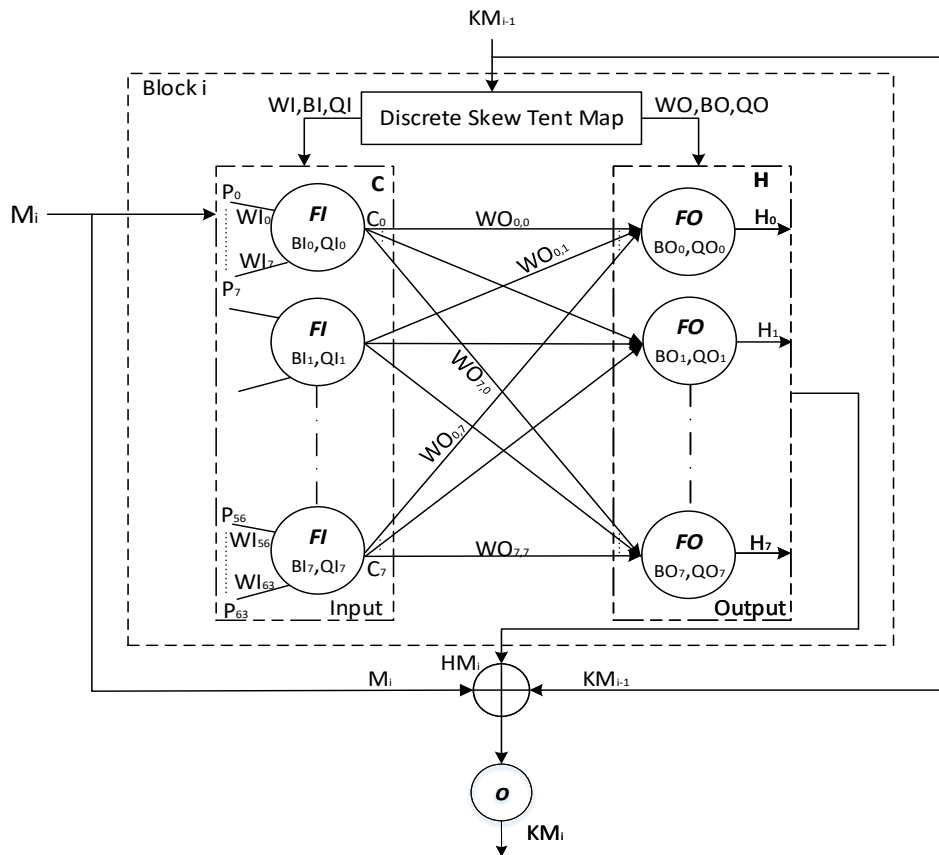 KMi-1
Block i
WI,BI,QI
Discrete Skew Tent Map
WO,BO,QO
Mi
C
H
P0
WI0
WI7
P7
FI
BI0,QI0
C0
WO0,0
FO
BO0,QO0
H0
WO0,1
FI
BI1,QI1
FO
BO1,QO1
H1
WO7,0
WO0,7
P56
WI56
WI63
P63
FI
BI7,QI7
C7
WO7,7
FO
BO7,QO7
H7
Input
Output
HMi
Mi
KMi-1
O
KMi